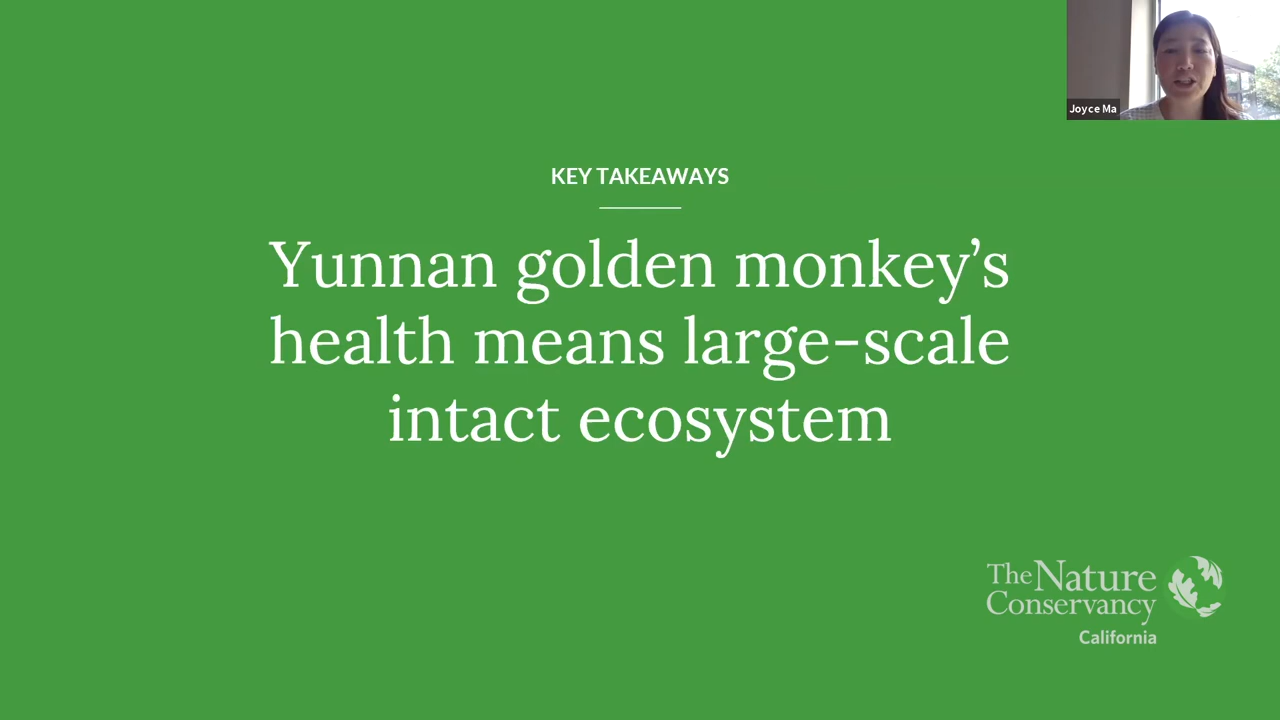 Joyce Ma
KEY TAKEAWAYS
Yunnan golden monkey’s
health means large-scale
intact ecosystem
The Nature
Conservancy
California